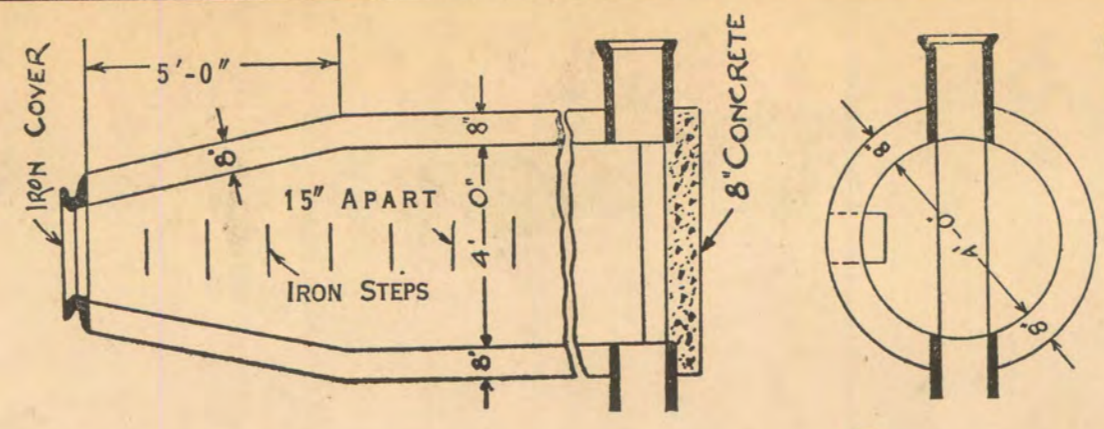 IRON COVER
5'-0"
8"
8'
15" APART
4' 0"
IRON STEPS
8'
8" CONCRETE
8'
4'-0'
8'